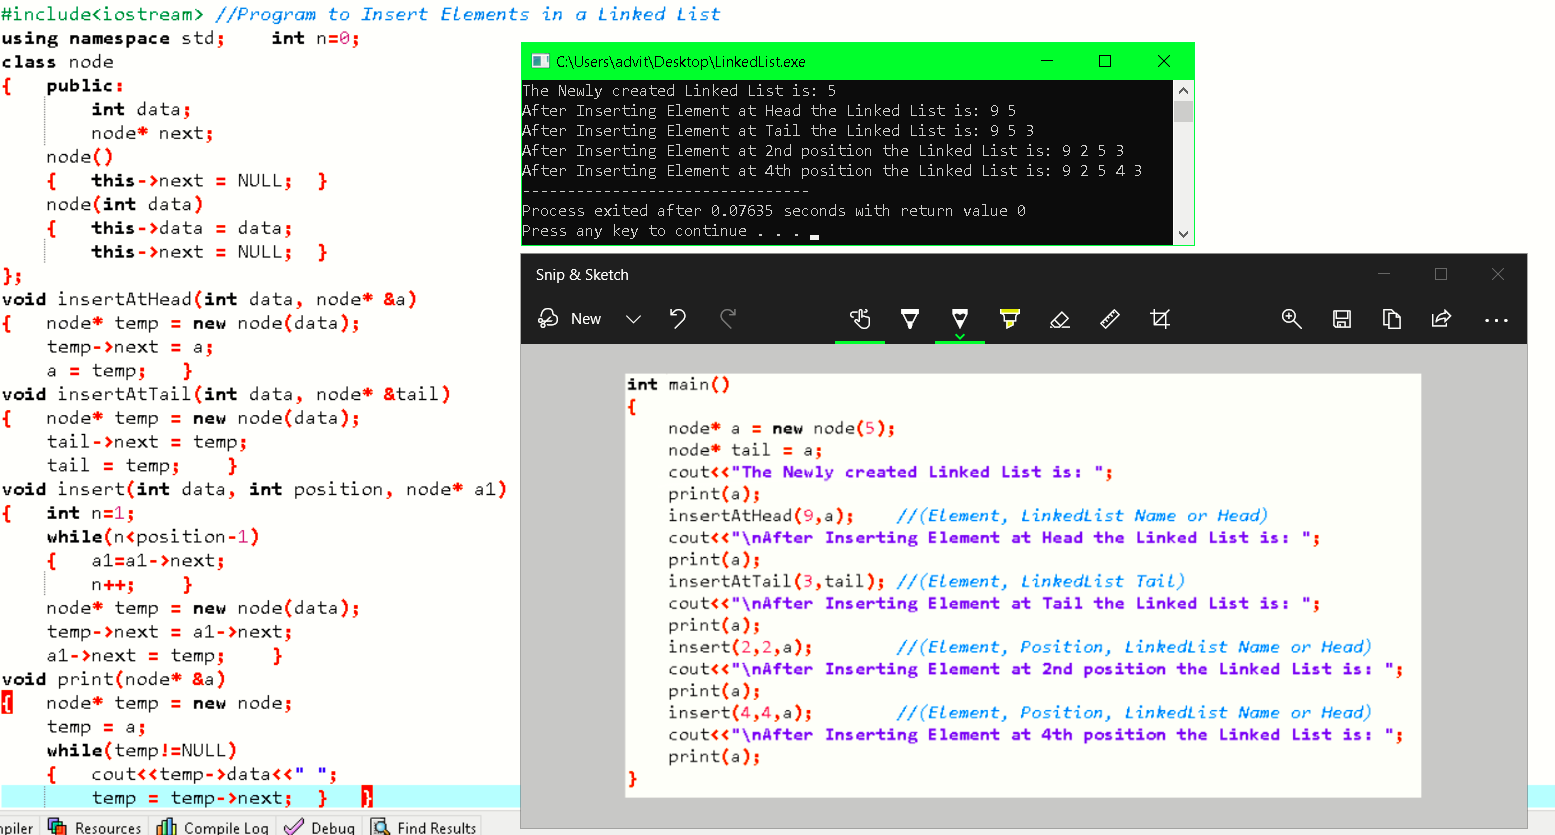 #include<iostream> //Program to Insert Elements in a Linked List
using namespace std;    int n=0;
class node
{   public:
        int data;
        node* next;
    node()
    {   this->next = NULL;  }
    node(int data)
    {   this->data = data;
        this->next = NULL;  }
};
void insertAtHead(int data, node* &a)
{   node* temp = new node(data);
    temp->next = a;
    a = temp;   }
void insertAtTail(int data, node* &tail)
{   node* temp = new node(data);
    tail->next = temp;
    tail = temp;    }
void insert(int data, int position, node* a1)
{   int n=1;
    while(n<position-1)
    {   a1=a1->next;
        n++;    }
    node* temp = new node(data);
    temp->next = a1->next;
    a1->next = temp;    }
void print(node* &a)
{   node* temp = new node;
    temp = a;
    while(temp!=NULL)
    {   cout<<temp->data<<" ";
        temp = temp->next;  }   }
C:\Users\advit\Desktop\LinkedList.exe
The Newly created Linked List is: 5
After Inserting Element at Head the Linked List is: 9 5
After Inserting Element at Tail the Linked List is: 9 5 3
After Inserting Element at 2nd position the Linked List is: 9 2 5 3
After Inserting Element at 4th position the Linked List is: 9 2 5 4 3
--------------------------------
Process exited after 0.07635 seconds with return value 0
Press any key to continue . . .
Snip & Sketch
New
int main()
{
    node* a = new node(5);
    node* tail = a;
    cout<<"The Newly created Linked List is: ";
    print(a);
    insertAtHead(9,a);    //(Element, LinkedList Name or Head)
    cout<<"\nAfter Inserting Element at Head the Linked List is: ";
    print(a);
    insertAtTail(3,tail); //(Element, LinkedList Tail)
    cout<<"\nAfter Inserting Element at Tail the Linked List is: ";
    print(a);
    insert(2,2,a);        //(Element, Position, LinkedList Name or Head)
    cout<<"\nAfter Inserting Element at 2nd position the Linked List is: ";
    print(a);
    insert(4,4,a);        //(Element, Position, LinkedList Name or Head)
    cout<<"\nAfter Inserting Element at 4th position the Linked List is: ";
    print(a);
}
piler Resources Compile Log Debug Find Results